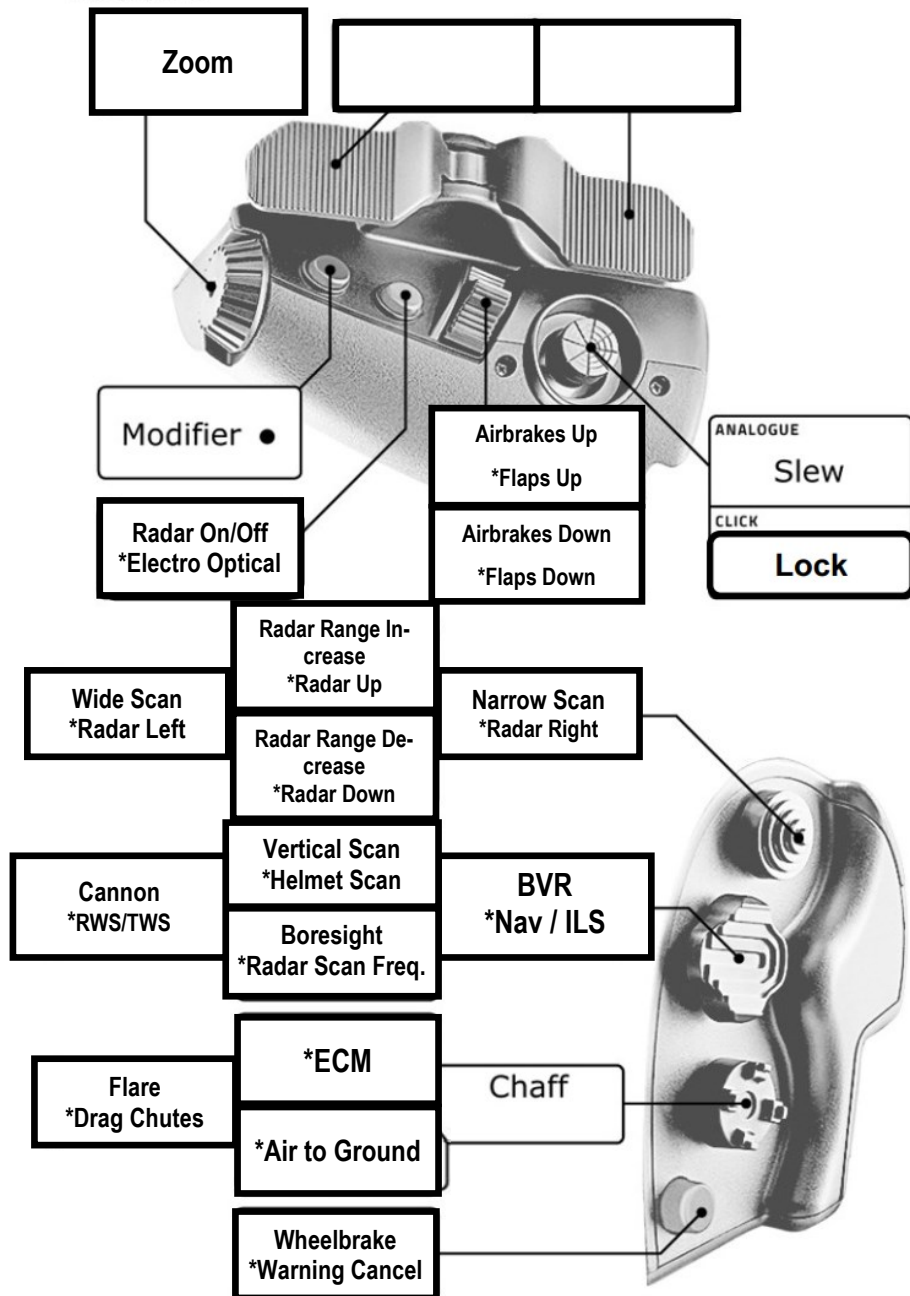 Zoom
Modifier ●
Airbrakes Up
*Flaps Up
ANALOGUE
Slew
CLICK
Lock
Radar On/Off
*Electro Optical
Airbrakes Down
*Flaps Down
Radar Range In-
crease
*Radar Up
Wide Scan
*Radar Left
Narrow Scan
*Radar Right
Radar Range De-
crease
*Radar Down
Vertical Scan
*Helmet Scan
Cannon
*RWS/TWS
BVR
*Nav / ILS
Boresight
*Radar Scan Freq.
*ECM
Flare
*Drag Chutes
Chaff
*Air to Ground
Wheelbrake
*Warning Cancel